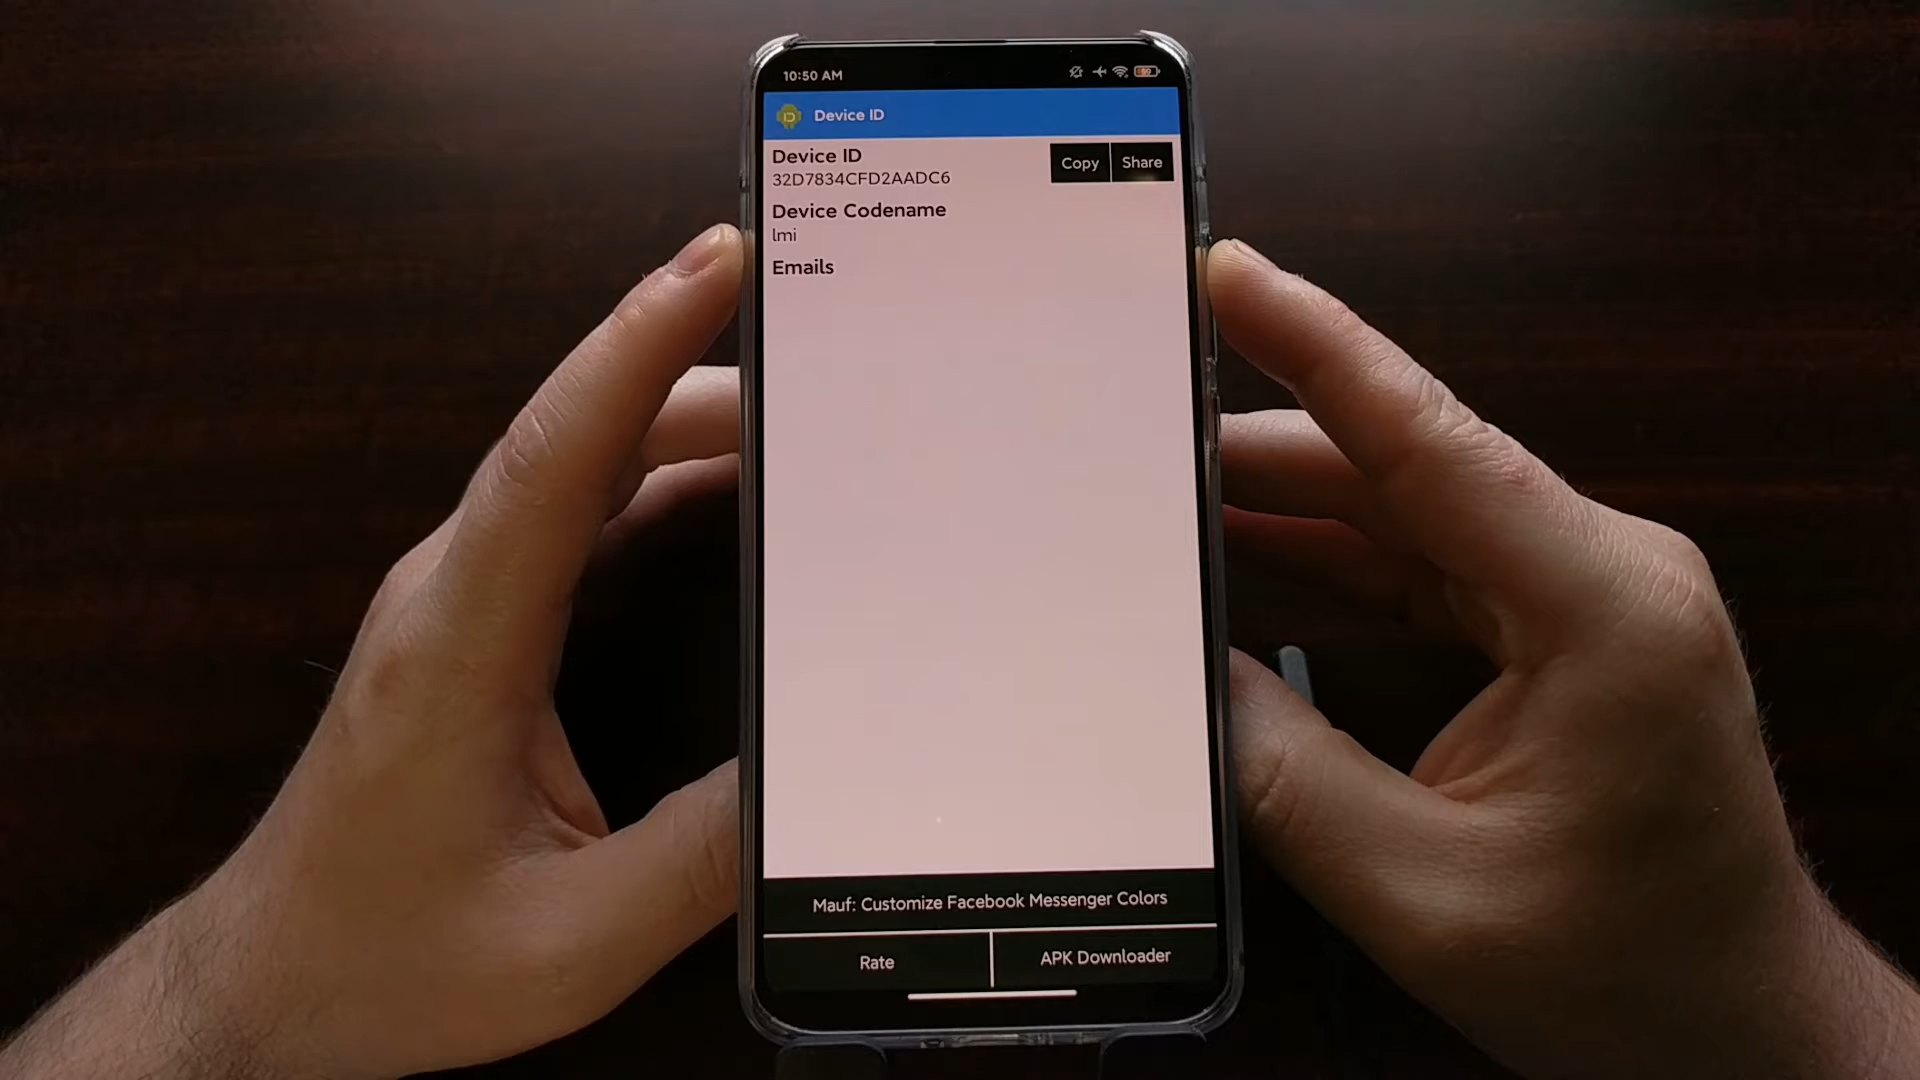 10:50 AM
Device ID
Device ID
32D7834CFD2AADC6
Copy
Share
Device Codename
lmi
Emails
Mauf: Customize Facebook Messenger Colors
Rate
APK Downloader